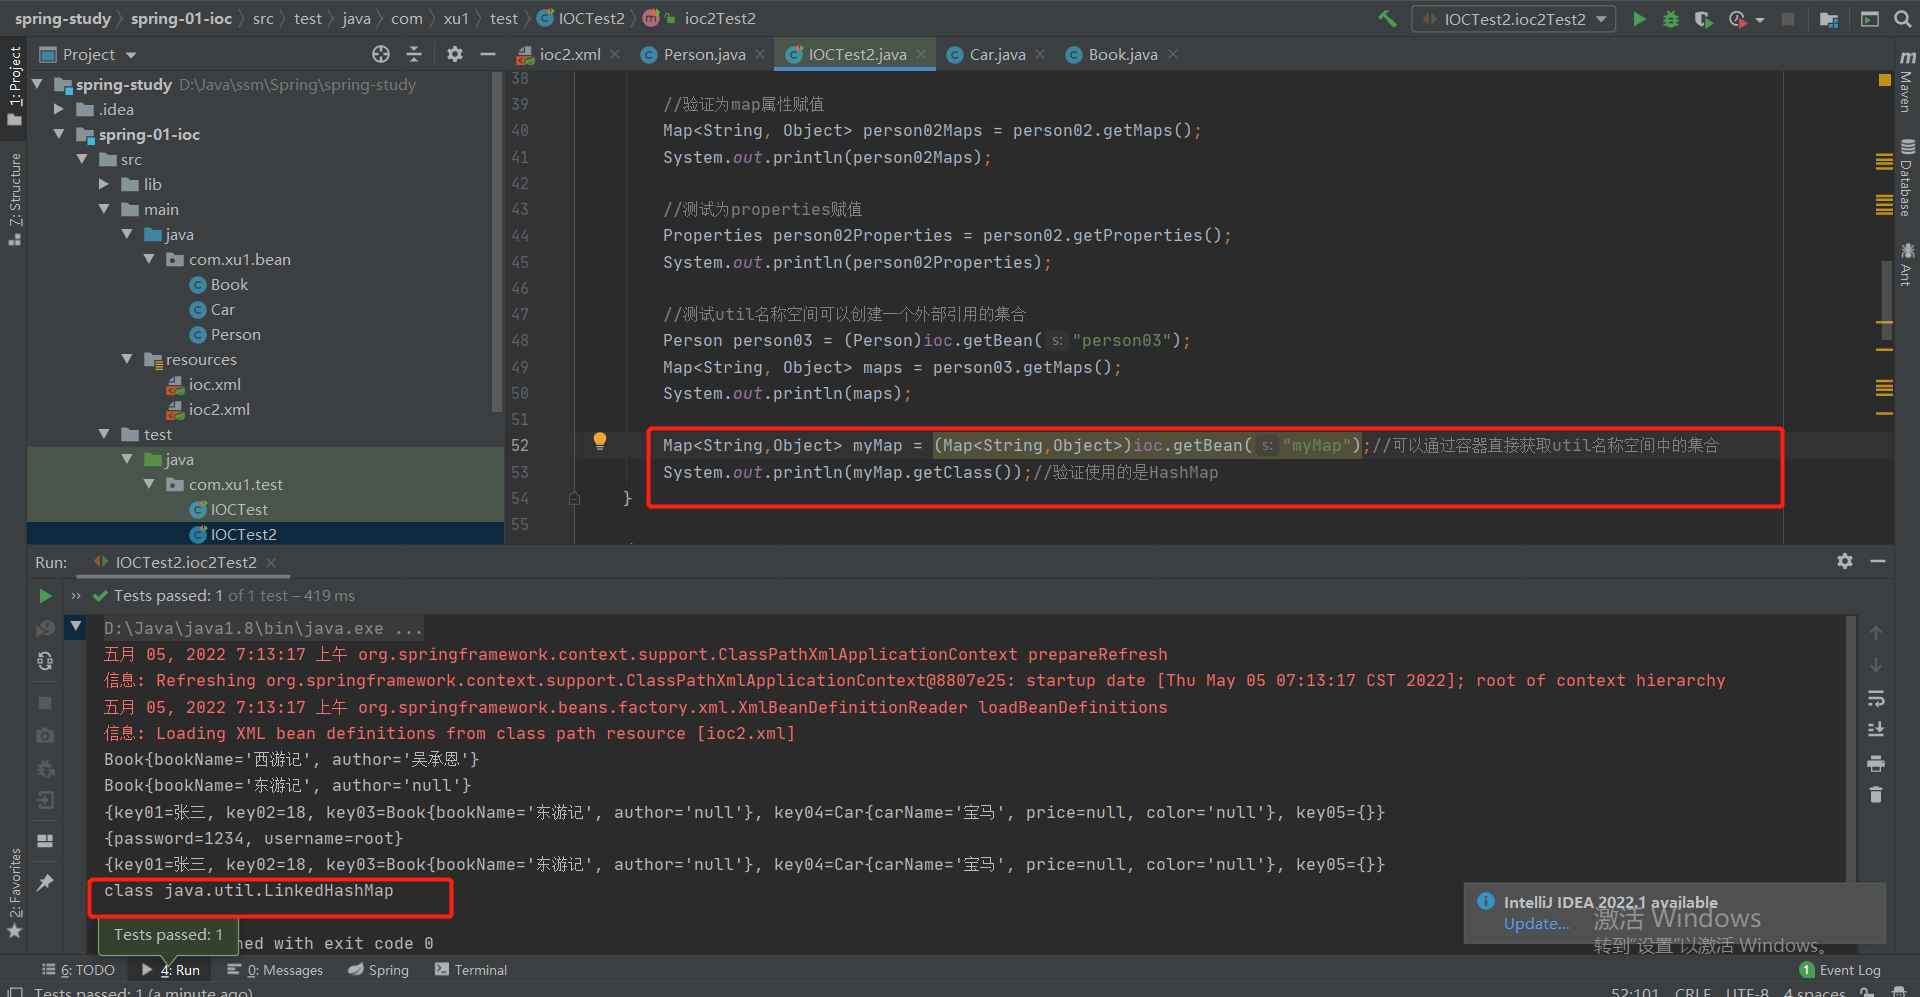 spring-study 〉 spring-01-ioc 〉 src 〉 test 〉 java 〉 com 〉 xu1 〉 test 〉 IOCTest2 〉 ioc2Test2
IOCTest2.ioc2Test2
Project
ioc2.xml
Person.java
IOCTest2.java
Car.java
Book.java
1: Project
Z: Structure
2: Favorites
Maven
Database
Ant
spring-study D:\Java\ssm\Spring\spring-study
.idea
spring-01-ioc
src
lib
main
java
com.xu1.bean
Book
Car
Person
resources
ioc.xml
ioc2.xml
test
java
com.xu1.test
IOCTest
IOCTest2
38
39 //验证为map属性赋值
40 Map<String, Object> person02Maps = person02.getMaps();
41 System.out.println(person02Maps);
42
43 //测试为properties赋值
44 Properties person02Properties = person02.getProperties();
45 System.out.println(person02Properties);
46
47 //测试util名称空间可以创建一个外部引用的集合
48 Person person03 = (Person)ioc.getBean( s: "person03");
49 Map<String, Object> maps = person03.getMaps();
50 System.out.println(maps);
51
52 Map<String,Object> myMap = (Map<String,Object>)ioc.getBean( s: "myMap");//可以通过容器直接获取util名称空间中的集合
53 System.out.println(myMap.getClass());//验证使用的是HashMap
54 }
55
Run: IOCTest2.ioc2Test2
Tests passed: 1 of 1 test – 419 ms
D:\Java\java1.8\bin\java.exe ...
五月 05, 2022 7:13:17 上午 org.springframework.context.support.ClassPathXmlApplicationContext prepareRefresh
信息: Refreshing org.springframework.context.support.ClassPathXmlApplicationContext@8807e25: startup date [Thu May 05 07:13:17 CST 2022]; root of context hierarchy
五月 05, 2022 7:13:17 上午 org.springframework.beans.factory.xml.XmlBeanDefinitionReader loadBeanDefinitions
信息: Loading XML bean definitions from class path resource [ioc2.xml]
Book{bookName='西游记', author='吴承恩'}
Book{bookName='东游记', author='null'}
{key01=张三, key02=18, key03=Book{bookName='东游记', author='null'}, key04=Car{carName='宝马', price=null, color='null'}, key05={}}
{password=1234, username=root}
{key01=张三, key02=18, key03=Book{bookName='东游记', author='null'}, key04=Car{carName='宝马', price=null, color='null'}, key05={}}
class java.util.LinkedHashMap
Tests passed: 1
with exit code 0
IntelliJ IDEA 2022.1 available
Update...
激活 Windows
转到"设置"以激活 Windows。
6: TODO
4: Run
0: Messages
Spring
Terminal
1 Event Log
Tests passed: 1 (a minute ago)
52:101 CRLF UTF-8 4 spaces